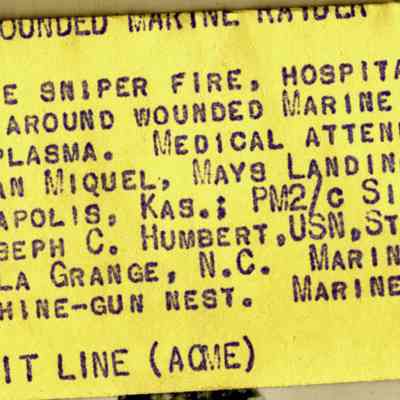 OUNDED MARINE RAIDER
E SNIPER FIRE, HOSPITA
AROUND WOUNDED MARINE
PLASMA. MEDICAL ATTEN
AN MIQUEL, MAYS LANDIN
APOLIS, KAS.; PM2/C SI
SEPH C. HUMBERT, USN, ST
LA GRANGE, N.C. MARIN
HINE-GUN NEST. MARINE
IT LINE (ACME)